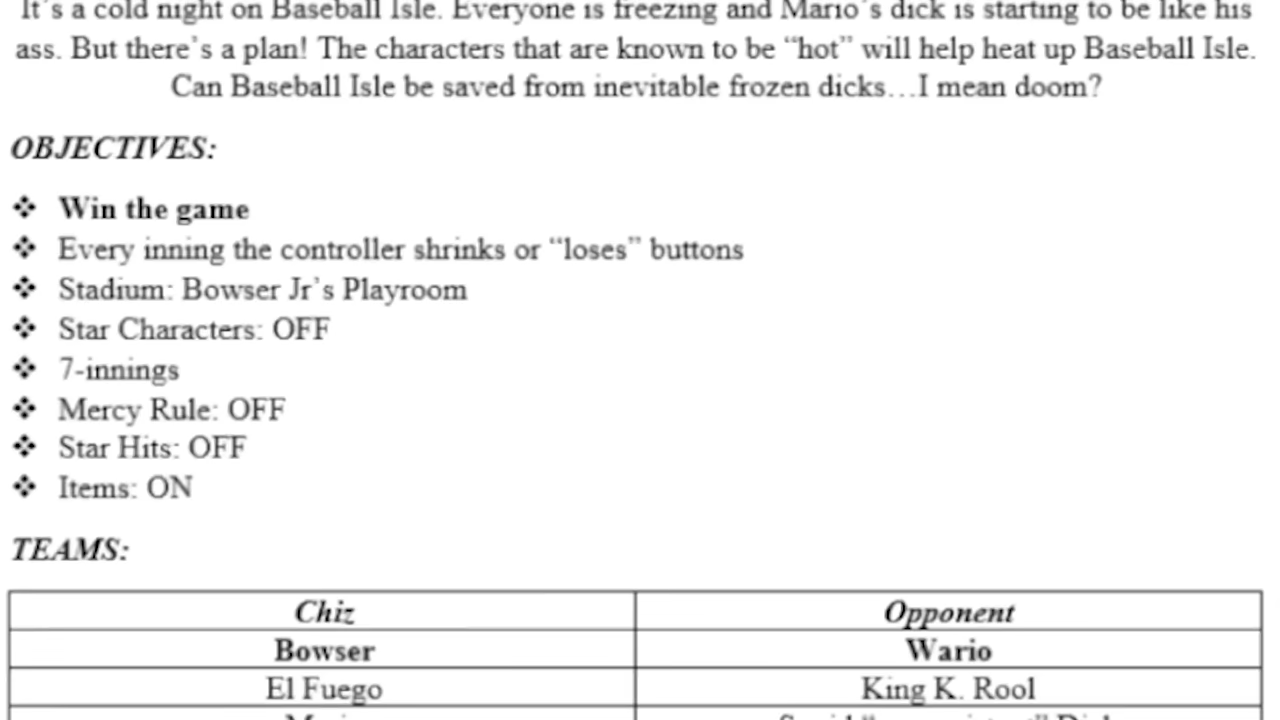 It's a cold night on Baseball Isle. Everyone is freezing and Mario's dick is starting to be like his
ass. But there's a plan! The characters that are known to be “hot” will help heat up Baseball Isle.
Can Baseball Isle be saved from inevitable frozen dicks…I mean doom?
OBJECTIVES:
❖ Win the game
❖ Every inning the controller shrinks or “loses” buttons
❖ Stadium: Bowser Jr's Playroom
❖ Star Characters: OFF
❖ 7-innings
❖ Mercy Rule: OFF
❖ Star Hits: OFF
❖ Items: ON
TEAMS:
Chiz Opponent
Bowser Wario
El Fuego King K. Rool